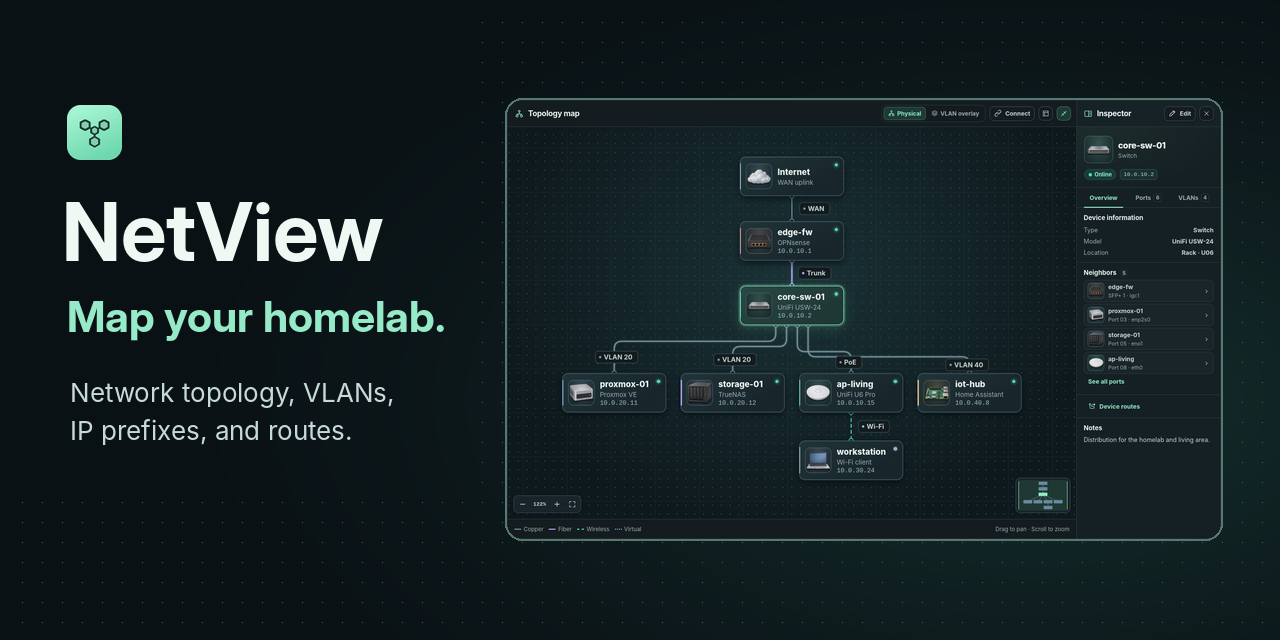 NetView
Map your homelab.
Network topology, VLANs,
IP prefixes, and routes.
Topology map
Physical
VLAN overlay
Connect
Internet
WAN uplink
WAN
edge-fw
OPNsense
10.0.10.1
Trunk
core-sw-01
UniFi USW-24
10.0.10.2
VLAN 20
VLAN 20
PoE
VLAN 40
proxmox-01
Proxmox VE
10.0.20.11
storage-01
TrueNAS
10.0.20.12
ap-living
UniFi U6 Pro
10.0.10.15
iot-hub
Home Assistant
10.0.40.8
Wi-Fi
workstation
Wi-Fi client
10.0.30.24
122%
Copper
Fiber
Wireless
Virtual
Drag to pan · Scroll to zoom
Inspector
Edit
core-sw-01
Switch
Online
10.0.10.2
Overview
Ports 6
VLANs 4
Device information
Type Switch
Model UniFi USW-24
Location Rack · U06
Neighbors 5
edge-fw
SFP+ 1 · igc1
proxmox-01
Port 03 · enp2s0
storage-01
Port 05 · eno1
ap-living
Port 08 · eth0
See all ports
Device routes
Notes
Distribution for the homelab and living area.